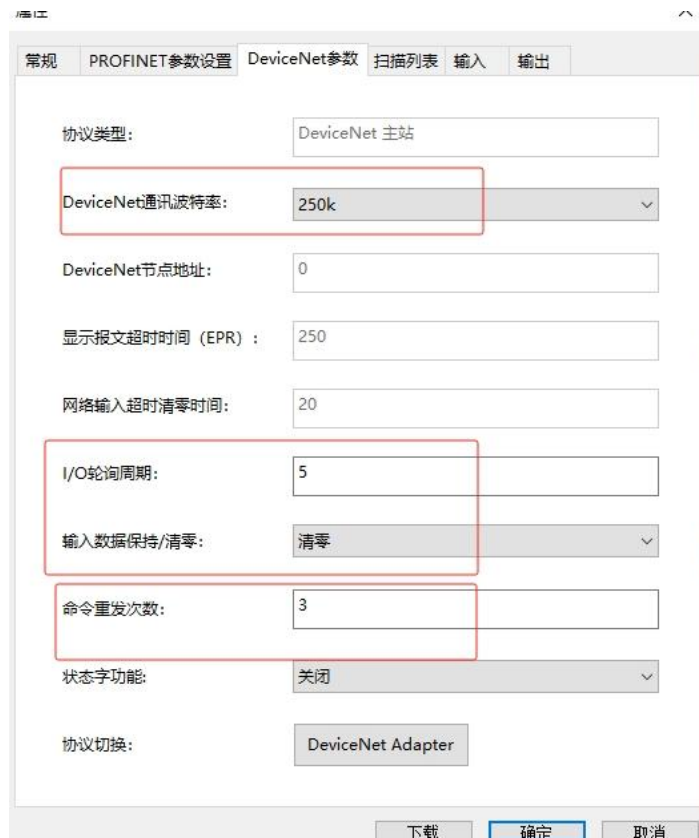 属性
常规 PROFINET参数设置 DeviceNet参数 扫描列表 输入 输出
协议类型: DeviceNet 主站
DeviceNet通讯波特率: 250k
DeviceNet节点地址: 0
显示报文超时时间（EPR）: 250
网络输入超时清零时间: 20
I/O轮询周期: 5
输入数据保持/清零: 清零
命令重发次数: 3
状态字功能: 关闭
协议切换: DeviceNet Adapter
下载 确定 取消